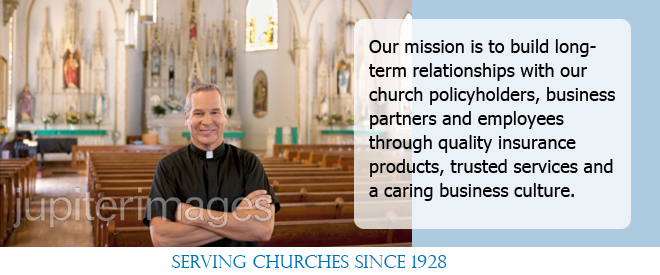 Our mission is to build long-
term relationships with our
church policyholders, business
partners and employees
through quality insurance
products, trusted services and
a caring business culture.
jupiterimages
SERVING CHURCHES SINCE 1928